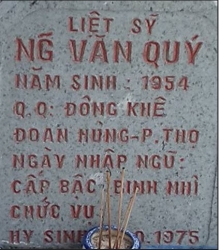 LIỆT SỸ
NG̃ VĂN QUÝ
NĂM SINH : 1954
Q.Q: ĐÔNG KHÊ
ĐOAN HÙNG-P.THỌ
NGÀY NHẬP NGŨ:
CẤP BẬC BINH NHÌ
CHỨC VỤ
HY SINH 1975